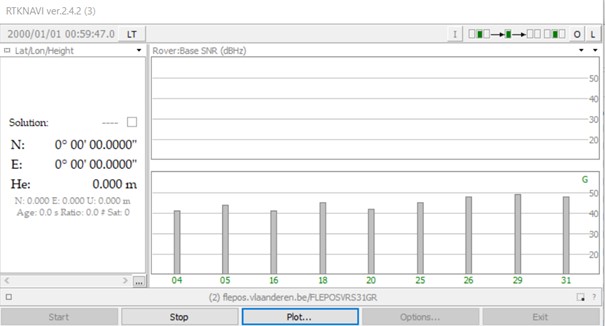 RTKNAVI ver.2.4.2 (3)
2000/01/01 00:59:47.0 LT I O L
Lat/Lon/Height Rover:Base SNR (dBHz)
50
40
30
20
Solution: ----
N: 0° 00' 00.0000"
E: 0° 00' 00.0000"
He: 0.000 m
N: 0.000 E: 0.000 U: 0.000 m
Age: 0.0 s Ratio: 0.0 # Sat: 0
G
50
40
30
20
04 05 16 18 20 25 26 29 31
< > ...
(2) flepos.vlaanderen.be/FLEPOSVRS31GR ?
Start Stop Plot... Options... Exit